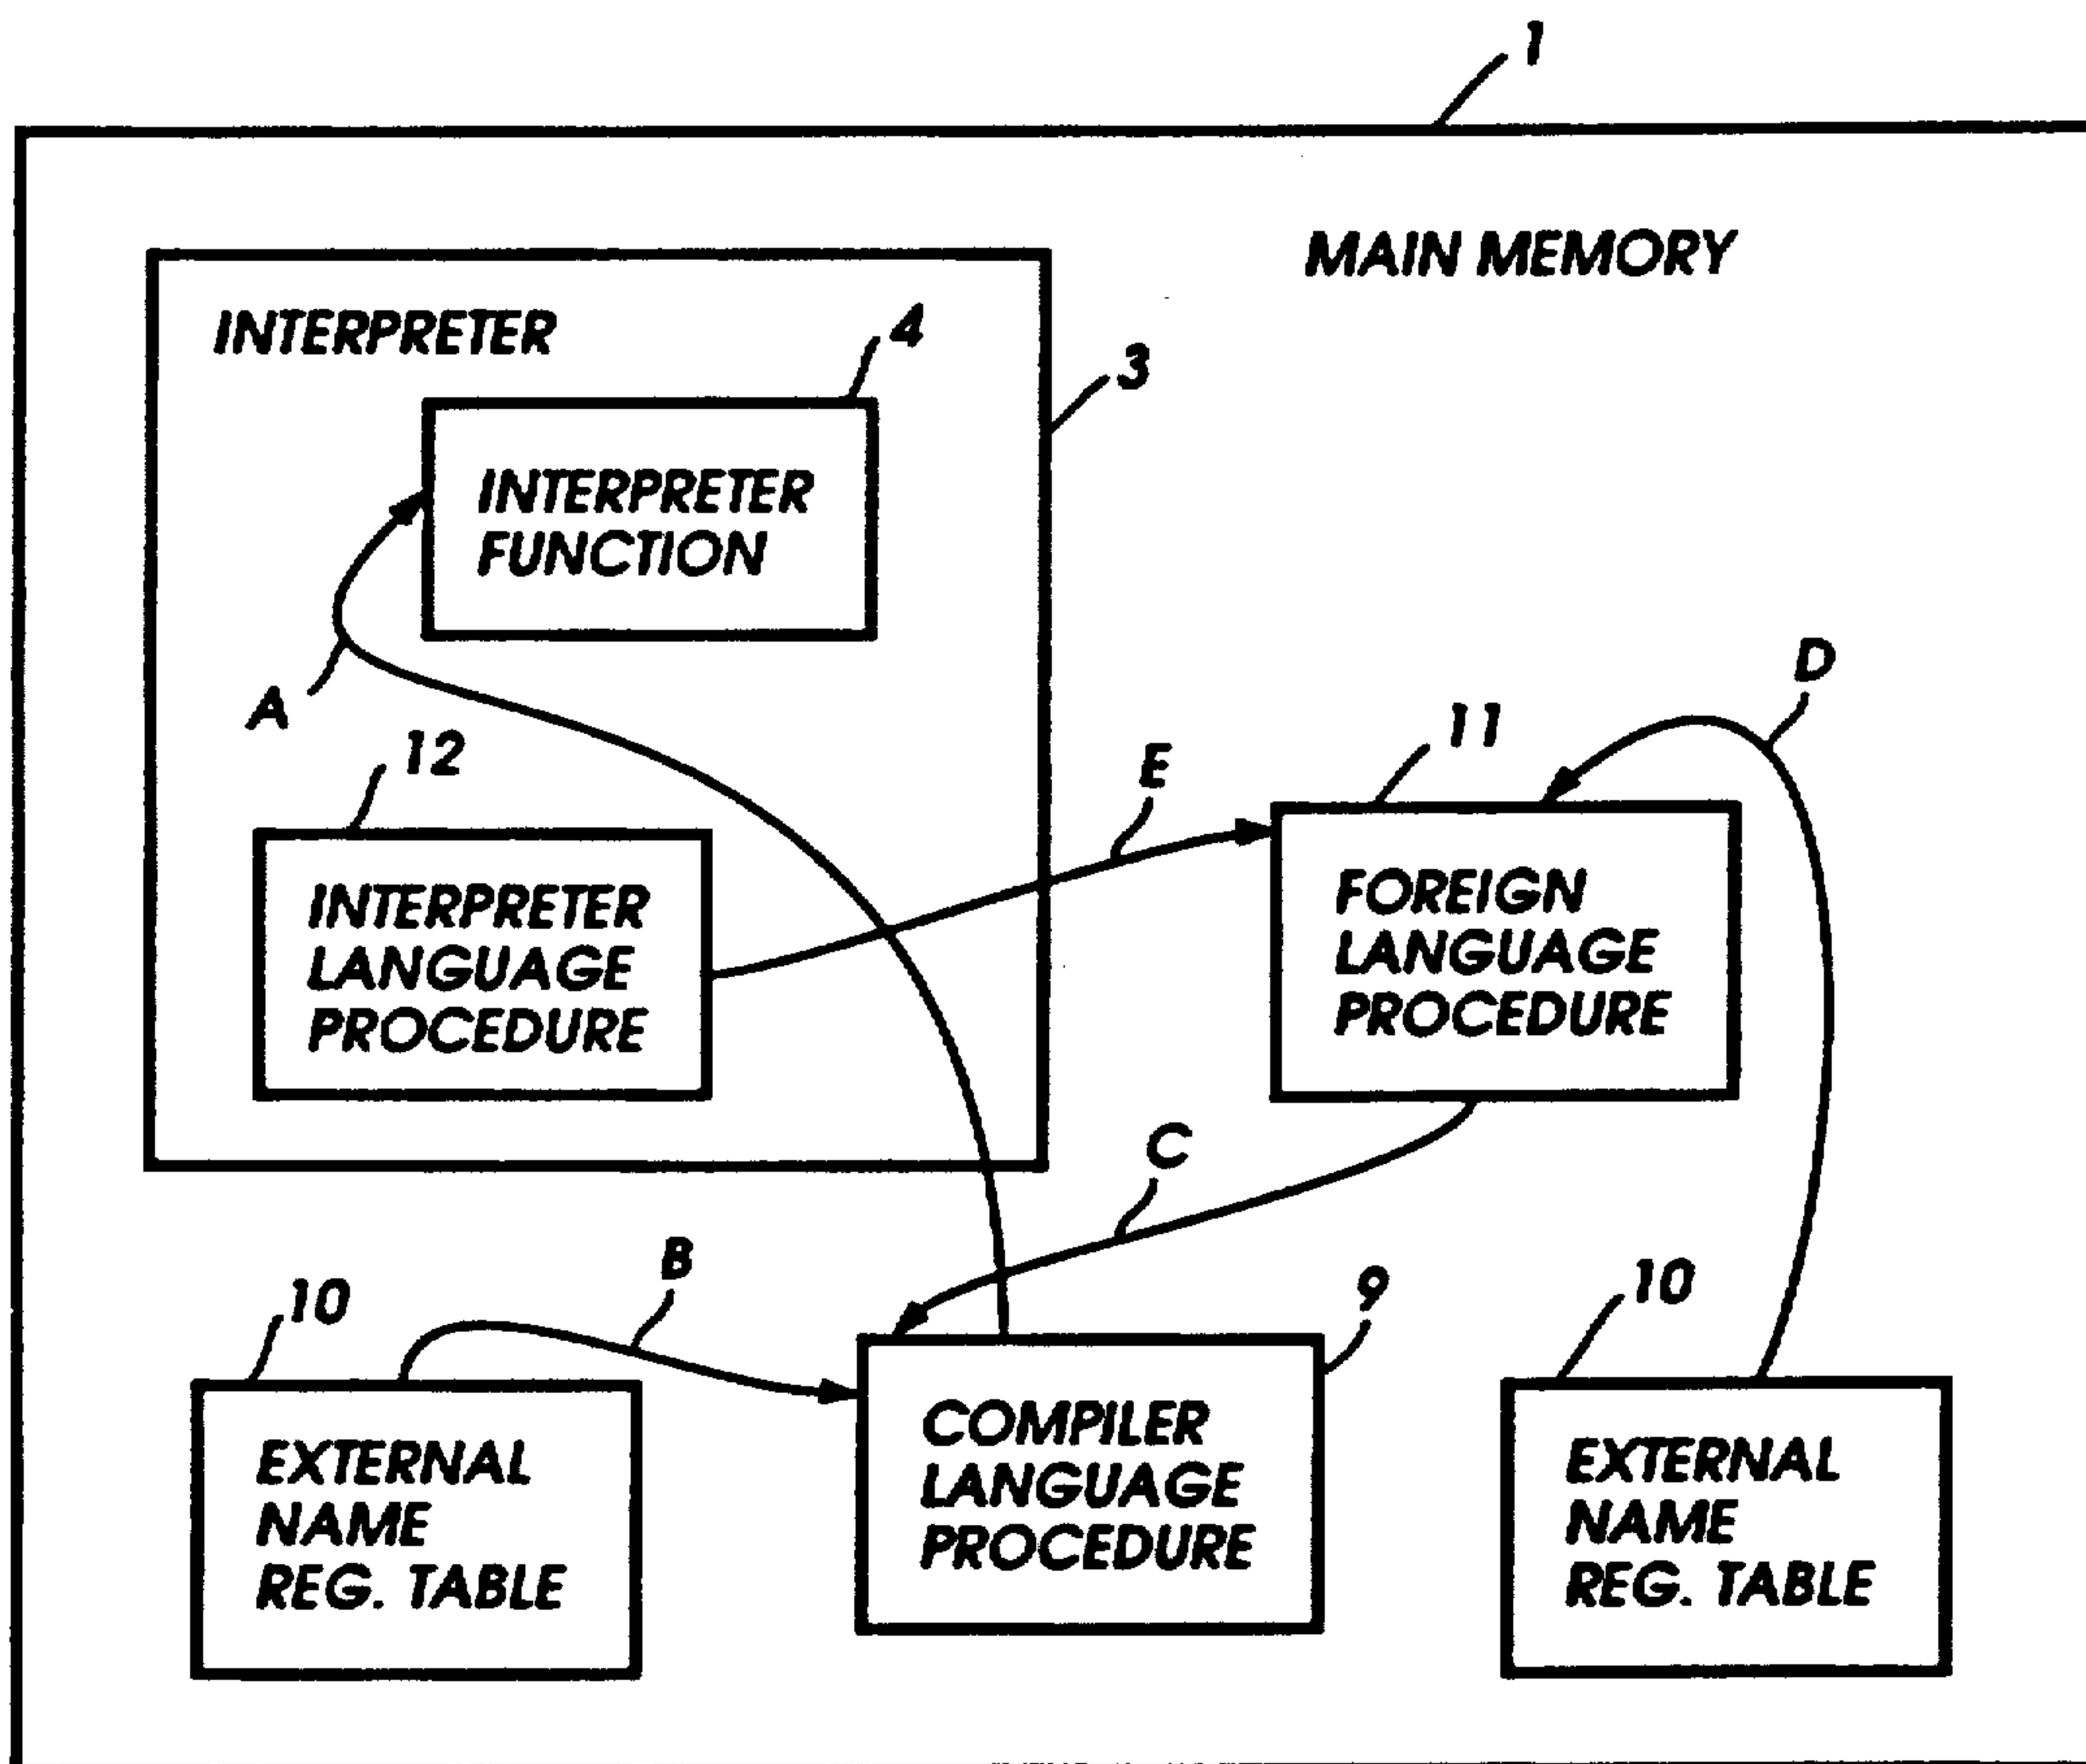 1
MAIN MEMORY
INTERPRETER
4
3
INTERPRETER
FUNCTION
A
D
12
11
E
INTERPRETER
LANGUAGE
PROCEDURE
FOREIGN
LANGUAGE
PROCEDURE
C
B
10
9
10
EXTERNAL
NAME
REG. TABLE
COMPILER
LANGUAGE
PROCEDURE
EXTERNAL
NAME
REG. TABLE